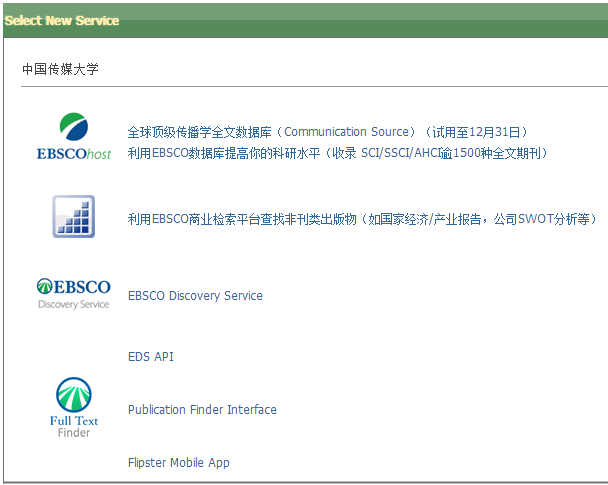 Select New Service
中国传媒大学
EBSCOhost
全球顶级传播学全文数据库（Communication Source）（试用至12月31日）
利用EBSCO数据库提高你的科研水平（收录 SCI/SSCI/AHCI逾1500种全文期刊）
利用EBSCO商业检索平台查找非刊类出版物（如国家经济/产业报告，公司SWOT分析等）
EBSCO
Discovery Service
EBSCO Discovery Service
EDS API
Full Text
Finder
Publication Finder Interface
Flipster Mobile App